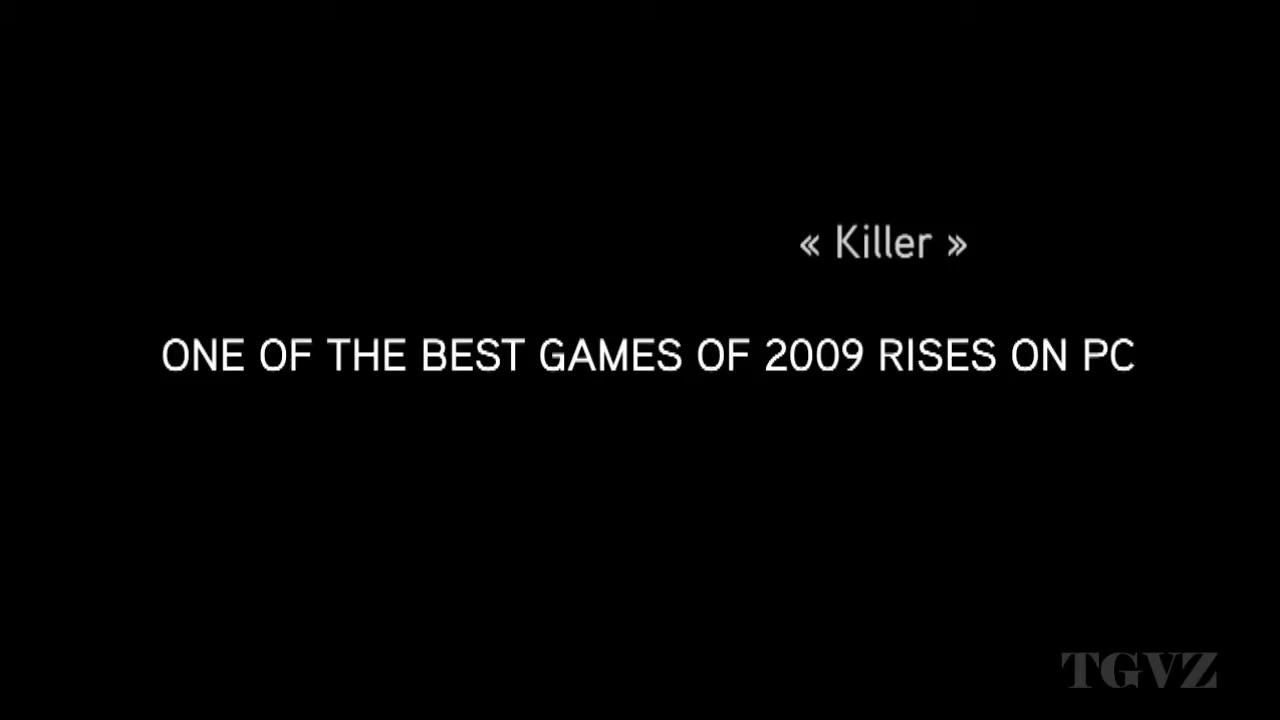 « Killer »
ONE OF THE BEST GAMES OF 2009 RISES ON PC
TGVZ